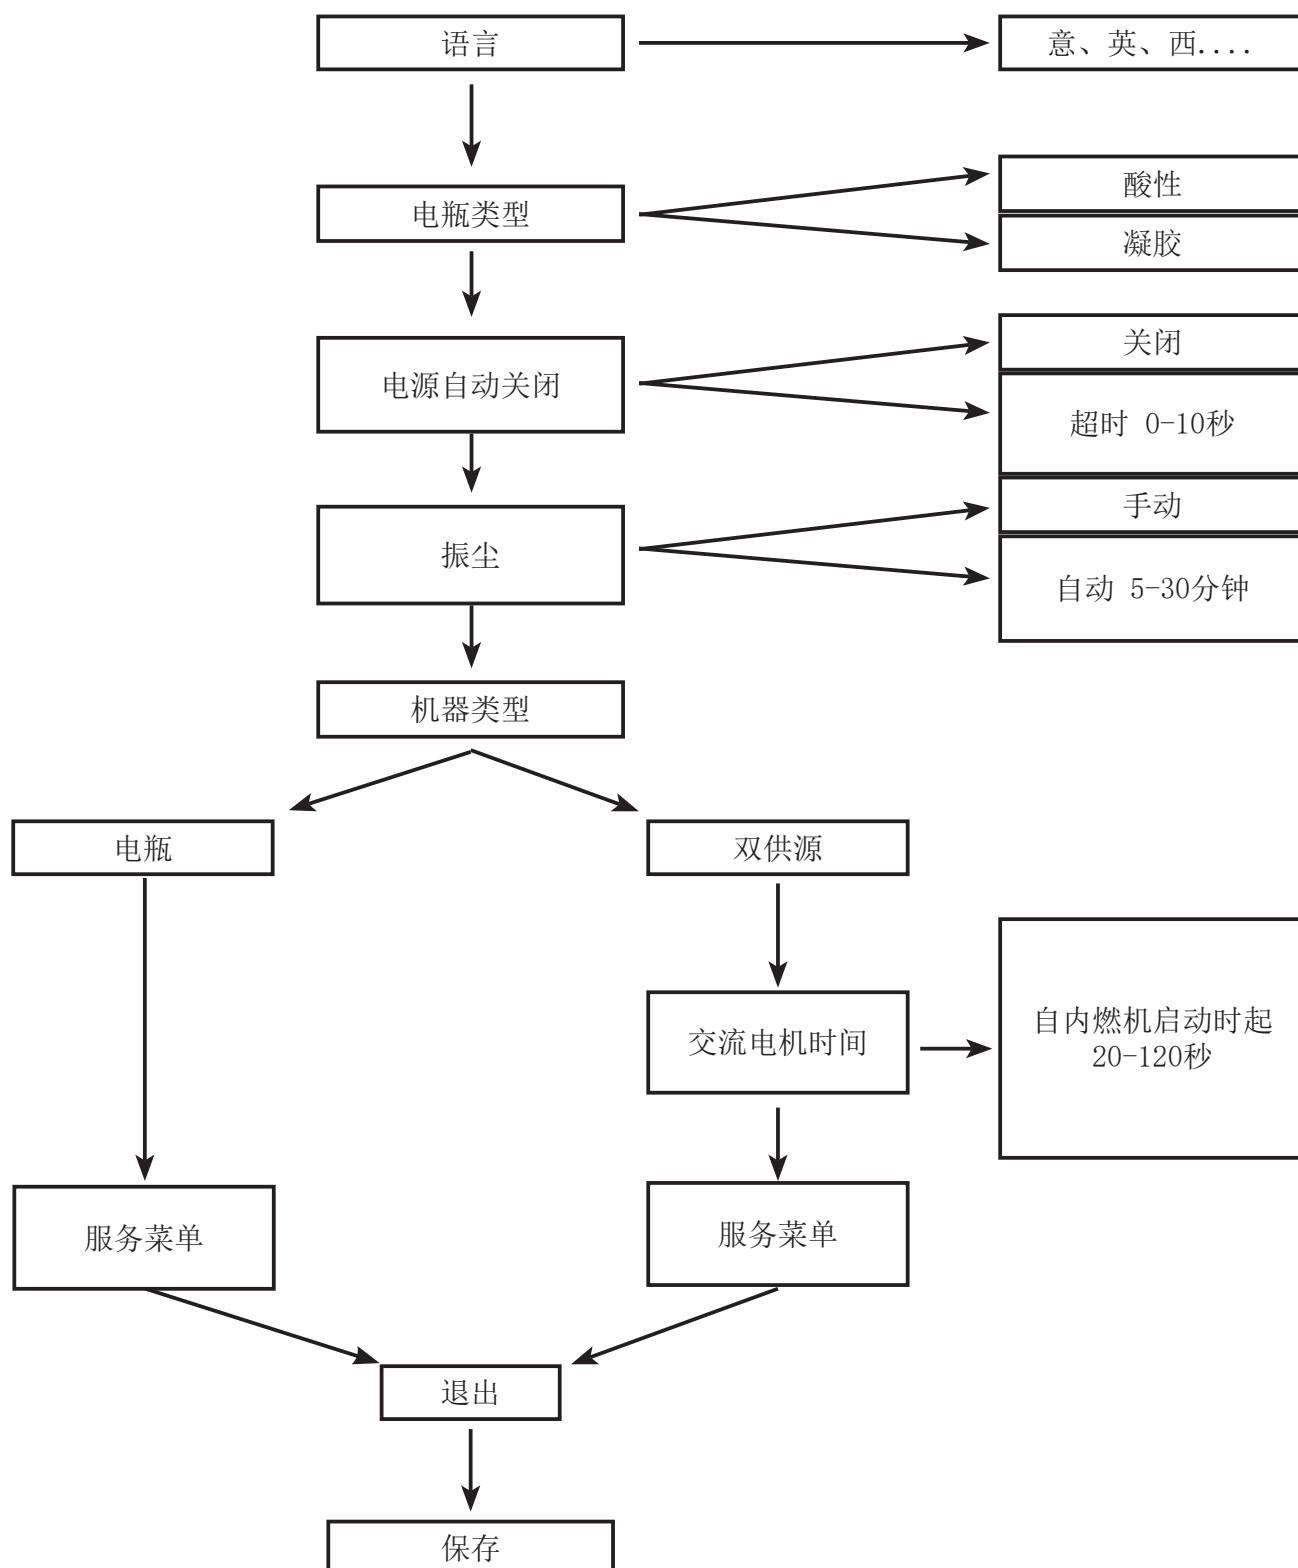 语言
意、英、西....
电瓶类型
酸性
凝胶
电源自动关闭
关闭
超时 0-10秒
振尘
手动
自动 5-30分钟
机器类型
电瓶
双供源
交流电机时间
自内燃机启动时起
20-120秒
服务菜单
服务菜单
退出
保存